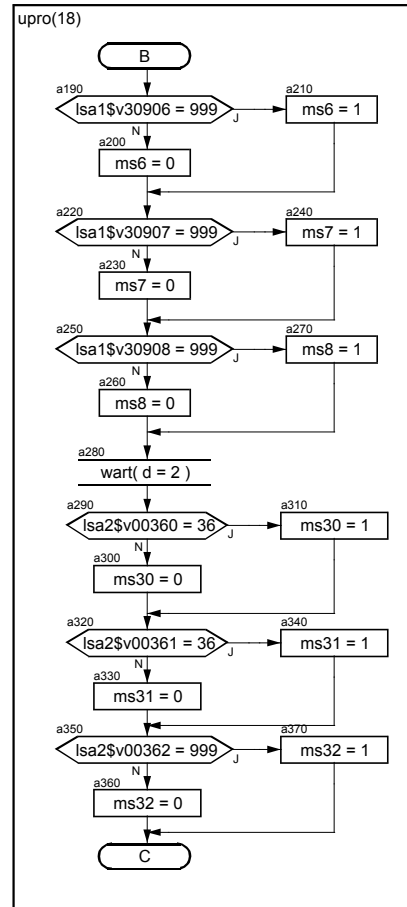 upro(18)
B
a190
lsa1$v30906 = 999
J
N
a210
ms6 = 1
a200
ms6 = 0
a220
lsa1$v30907 = 999
J
N
a240
ms7 = 1
a230
ms7 = 0
a250
lsa1$v30908 = 999
J
N
a270
ms8 = 1
a260
ms8 = 0
a280
wart( d = 2 )
a290
lsa2$v00360 = 36
J
N
a310
ms30 = 1
a300
ms30 = 0
a320
lsa2$v00361 = 36
J
N
a340
ms31 = 1
a330
ms31 = 0
a350
lsa2$v00362 = 999
J
N
a370
ms32 = 1
a360
ms32 = 0
C